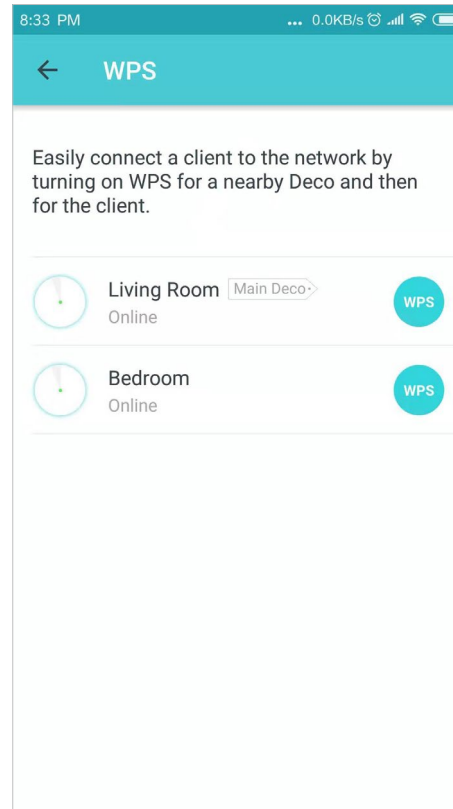 8:33 PM ... 0.0KB/s
WPS
Easily connect a client to the network by
turning on WPS for a nearby Deco and then
for the client.
Living Room Main Deco
Online
WPS
Bedroom
Online
WPS